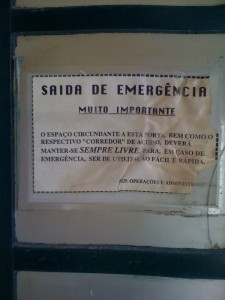 SAIDA DE EMERGÊNCIA
MUITO IMPORTANTE
O ESPAÇO CIRCUNDANTE A ESTA PORTA, BEM COMO O
RESPECTIVO "CORREDOR" DE ACESSO, DEVERÁ
MANTER-SE SEMPRE LIVRE, PARA, EM CASO DE
EMERGÊNCIA, SER DE UTILIZAÇÃO FÁCIL E RÁPIDA.
OPERAÇÕES E